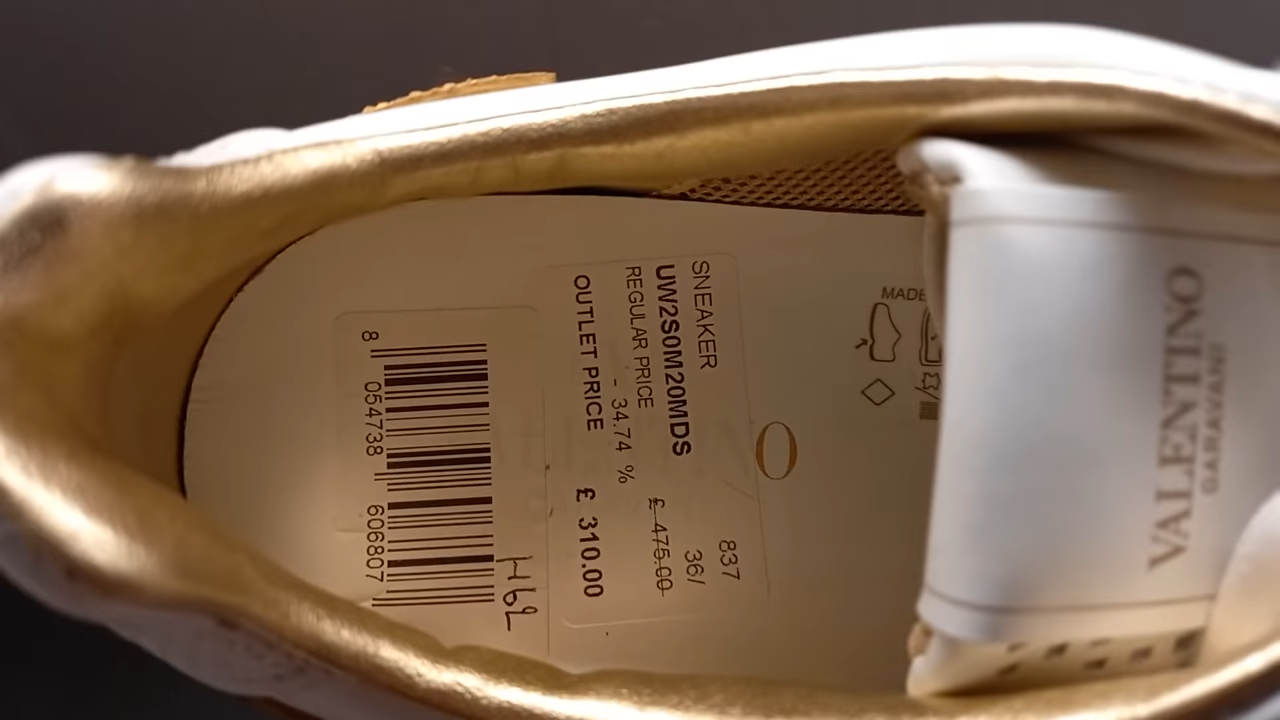 SNEAKER 837
UW2S0M20MDS 36/
REGULAR PRICE £ 475.00
- 34.74 %
OUTLET PRICE £ 310.00
H62
8 054738 606807
MADE
VALENTINO
GARAVANI